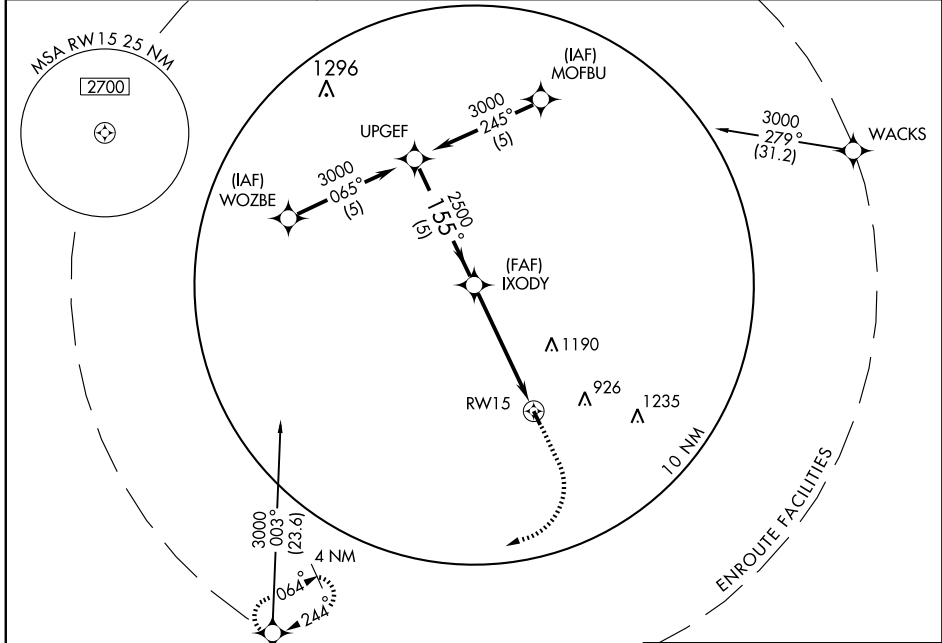 MSA RW15 25 NM
2700
1296
(IAF)
MOFBU
3000
245°
(5)
UPGEF
3000
279°
(31.2)
WACKS
(IAF)
WOZBE
3000
065°
(5)
2500
155°
(5)
(FAF)
IXODY
1190
926
1235
RW15
10 NM
ENROUTE FACILITIES
3000
003°
(23.6)
4 NM
064°
244°